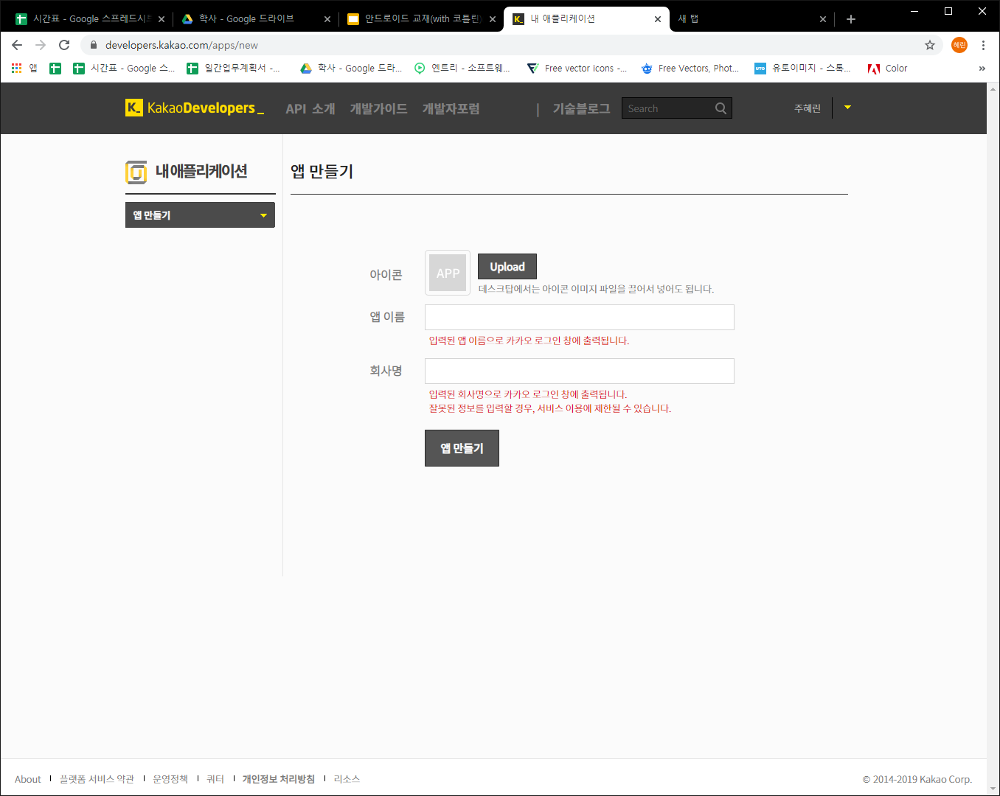 시간표 - Google 스프레드시트
학사 - Google 드라이브
안드로이드 교재(with 코틀린)
K_ 내 애플리케이션
새 탭
developers.kakao.com/apps/new
혜린
앱
시간표 - Google 스...
일간업무계획서 -...
학사 - Google 드라...
엔트리 - 소프트웨...
Free vector icons -...
Free Vectors, Phot...
UTO 유토이미지 - 스톡...
Color
»
K_ KakaoDevelopers_
API 소개
개발가이드
개발자포럼
|
기술블로그
Search
주혜린
내 애플리케이션
앱 만들기
앱 만들기
아이콘
APP
Upload
데스크탑에서는 아이콘 이미지 파일을 끌어서 넣어도 됩니다.
앱 이름
입력된 앱 이름으로 카카오 로그인 창에 출력됩니다.
회사명
입력된 회사명으로 카카오 로그인 창에 출력됩니다.
잘못된 정보를 입력할 경우, 서비스 이용에 제한될 수 있습니다.
앱 만들기
About | 플랫폼 서비스 약관 | 운영정책 | 쿼터 | 개인정보 처리방침 | 리소스
© 2014-2019 Kakao Corp.